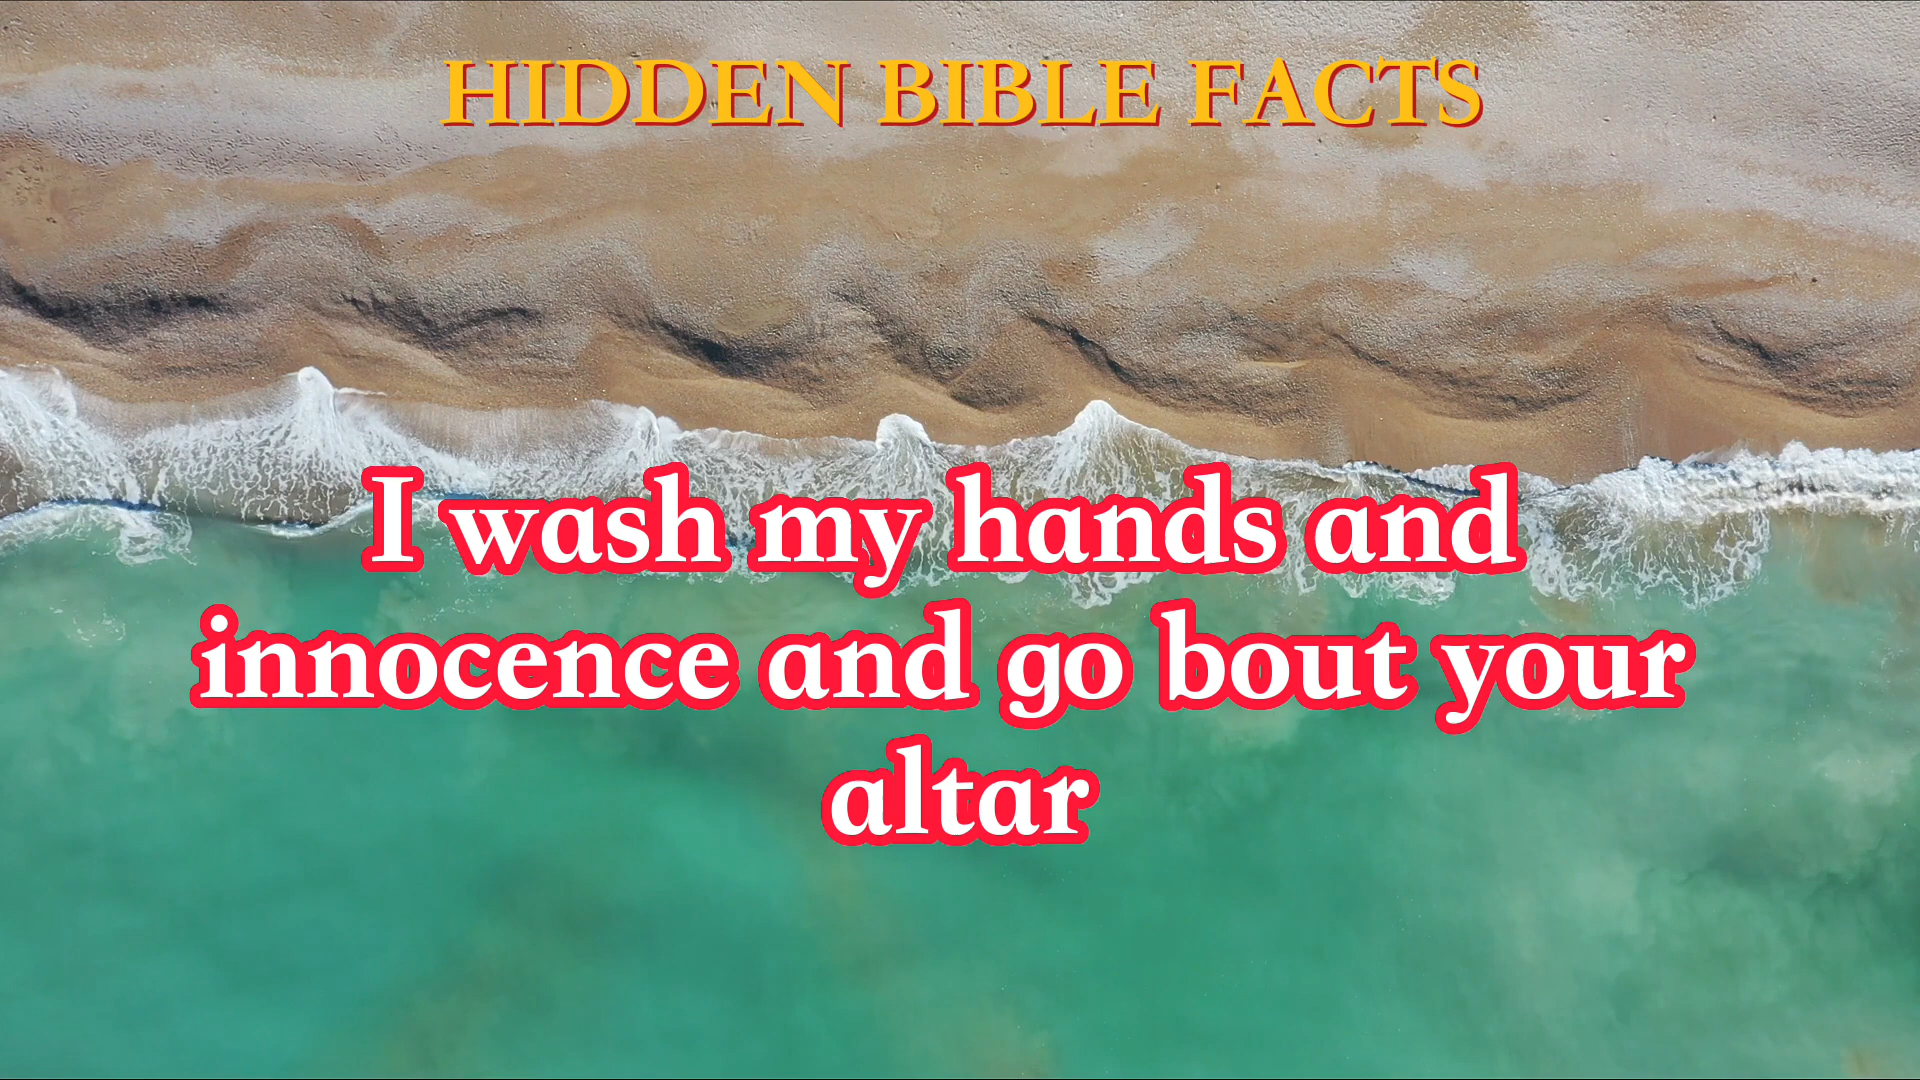 HIDDEN BIBLE FACTS
I wash my hands and
innocence and go bout your
altar